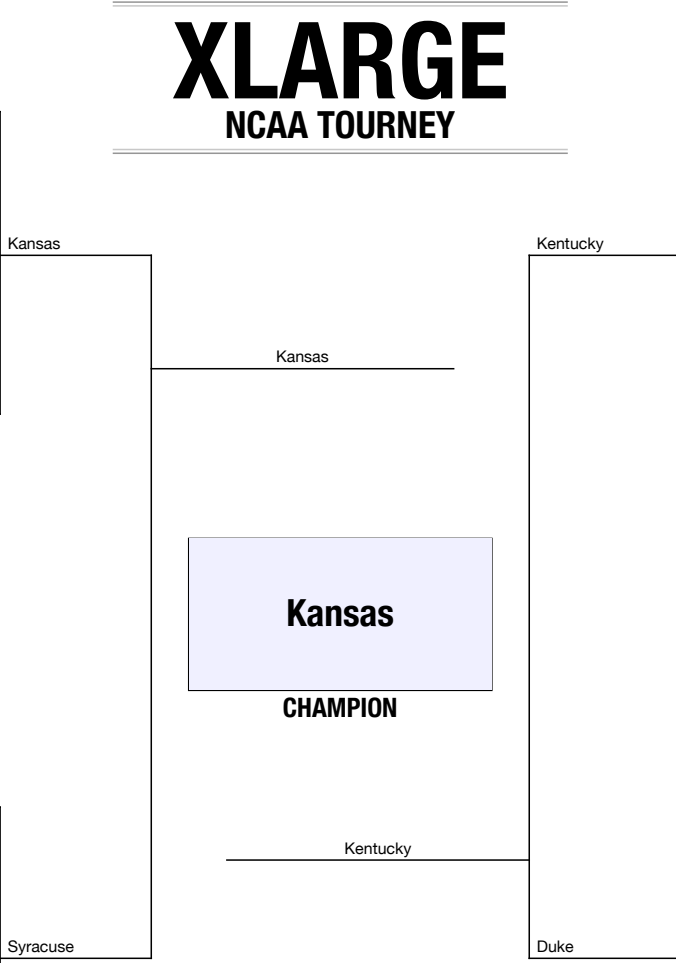 XLARGE
NCAA TOURNEY
Kansas
Kentucky
Kansas
Kansas
CHAMPION
Kentucky
Syracuse
Duke